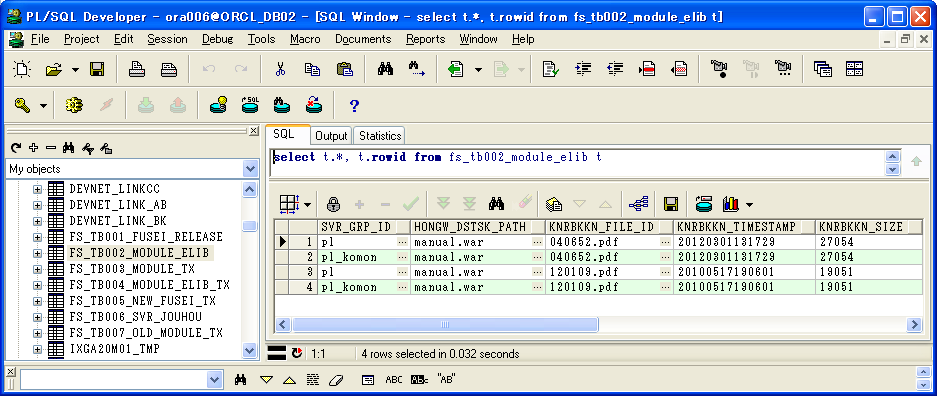 PL/SQL Developer - ora006@ORCL_DB02 - [SQL Window - select t.*, t.rowid from fs_tb002_module_elib t]
File Project Edit Session Debug Tools Macro Documents Reports Window Help
SQL
?
SQL Output Statistics
select t.*, t.rowid from fs_tb002_module_elib t
My objects
DEVNET_LINKCC
DEVNET_LINK_AB
DEVNET_LINK_BK
FS_TB001_FUSEI_RELEASE
FS_TB002_MODULE_ELIB
FS_TB003_MODULE_TX
FS_TB004_MODULE_ELIB_TX
FS_TB005_NEW_FUSEI_TX
FS_TB006_SVR_JOUHOU
FS_TB007_OLD_MODULE_TX
IXGA20M01_TMP
SVR_GRP_ID HONGW_DSTSK_PATH KNRBKKN_FILE_ID KNRBKKN_TIMESTAMP KNRBKKN_SIZE
1 pl ... manual.war ... 040652.pdf ... 20120301131729 27054
2 pl_komon ... manual.war ... 040652.pdf ... 20120301131729 27054
3 pl ... manual.war ... 120109.pdf ... 20100517190601 19051
4 pl_komon ... manual.war ... 120109.pdf ... 20100517190601 19051
1:1 4 rows selected in 0.032 seconds
ABC ABc "AB"